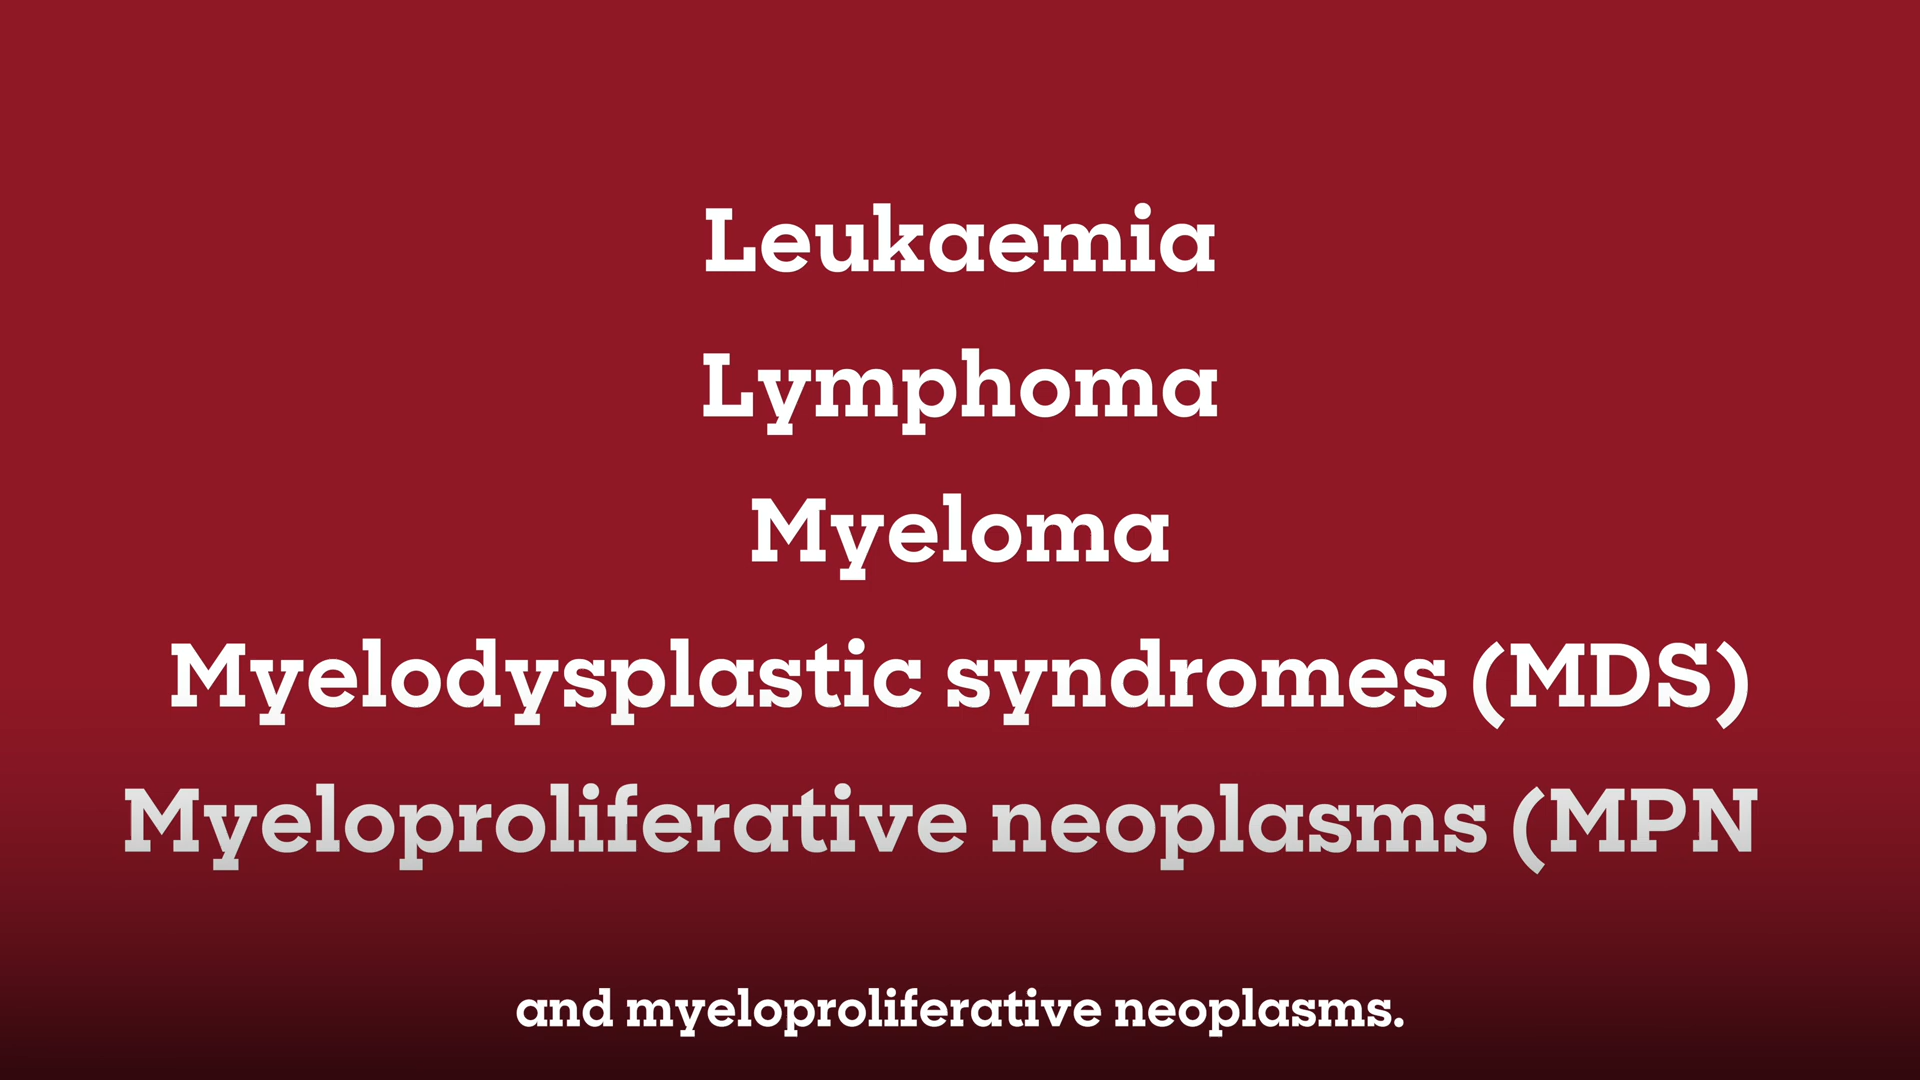 Leukaemia
Lymphoma
Myeloma
Myelodysplastic syndromes (MDS)
Myeloproliferative neoplasms (MPN
and myeloproliferative neoplasms.